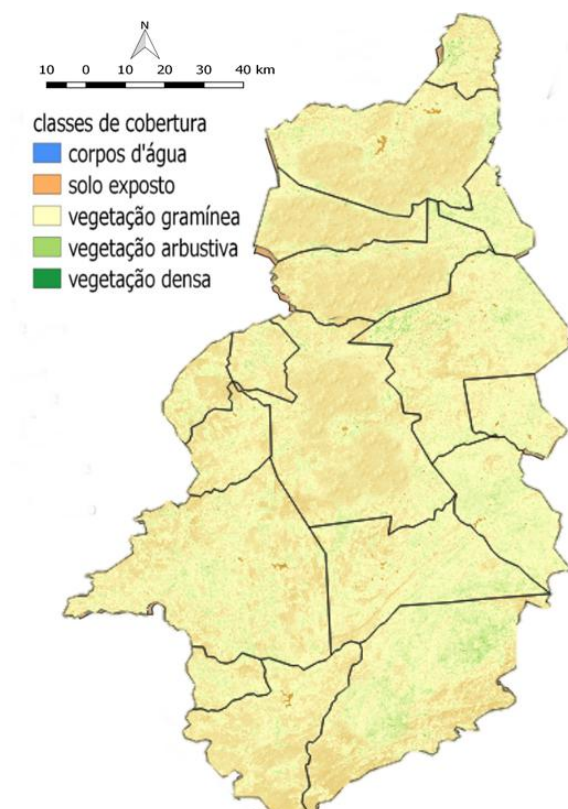 N
10 0 10 20 30 40 km
classes de cobertura
corpos d'água
solo exposto
vegetação gramínea
vegetação arbustiva
vegetação densa